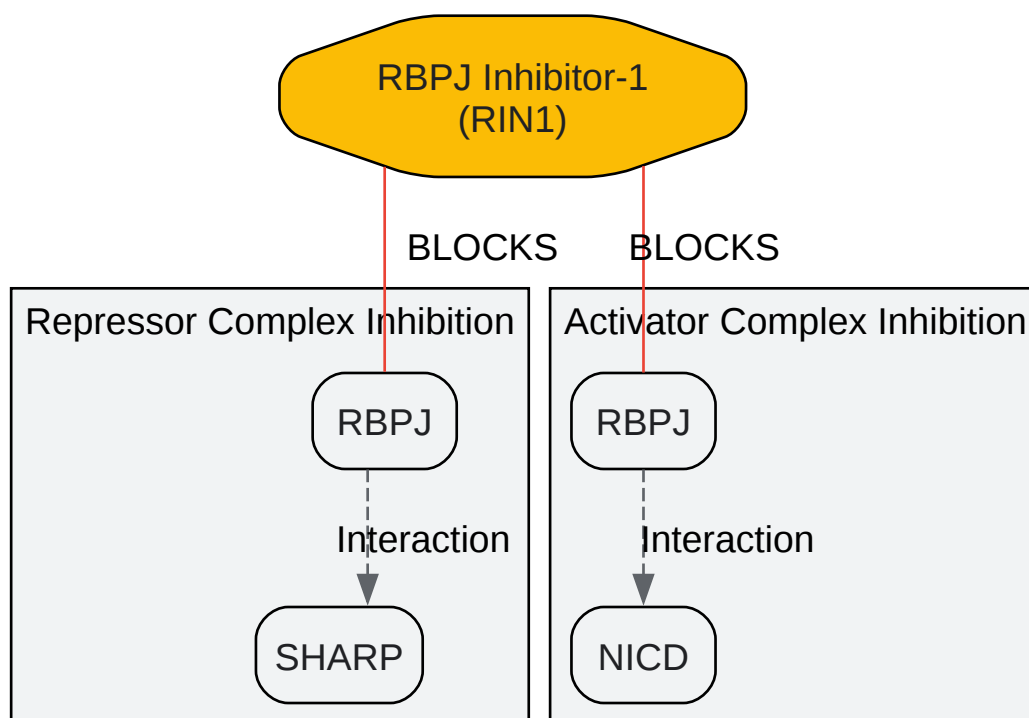 RBPJ Inhibitor-1
(RIN1)
BLOCKS
BLOCKS
Repressor Complex Inhibition
Activator Complex Inhibition
RBPJ
RBPJ
Interaction
Interaction
SHARP
NICD